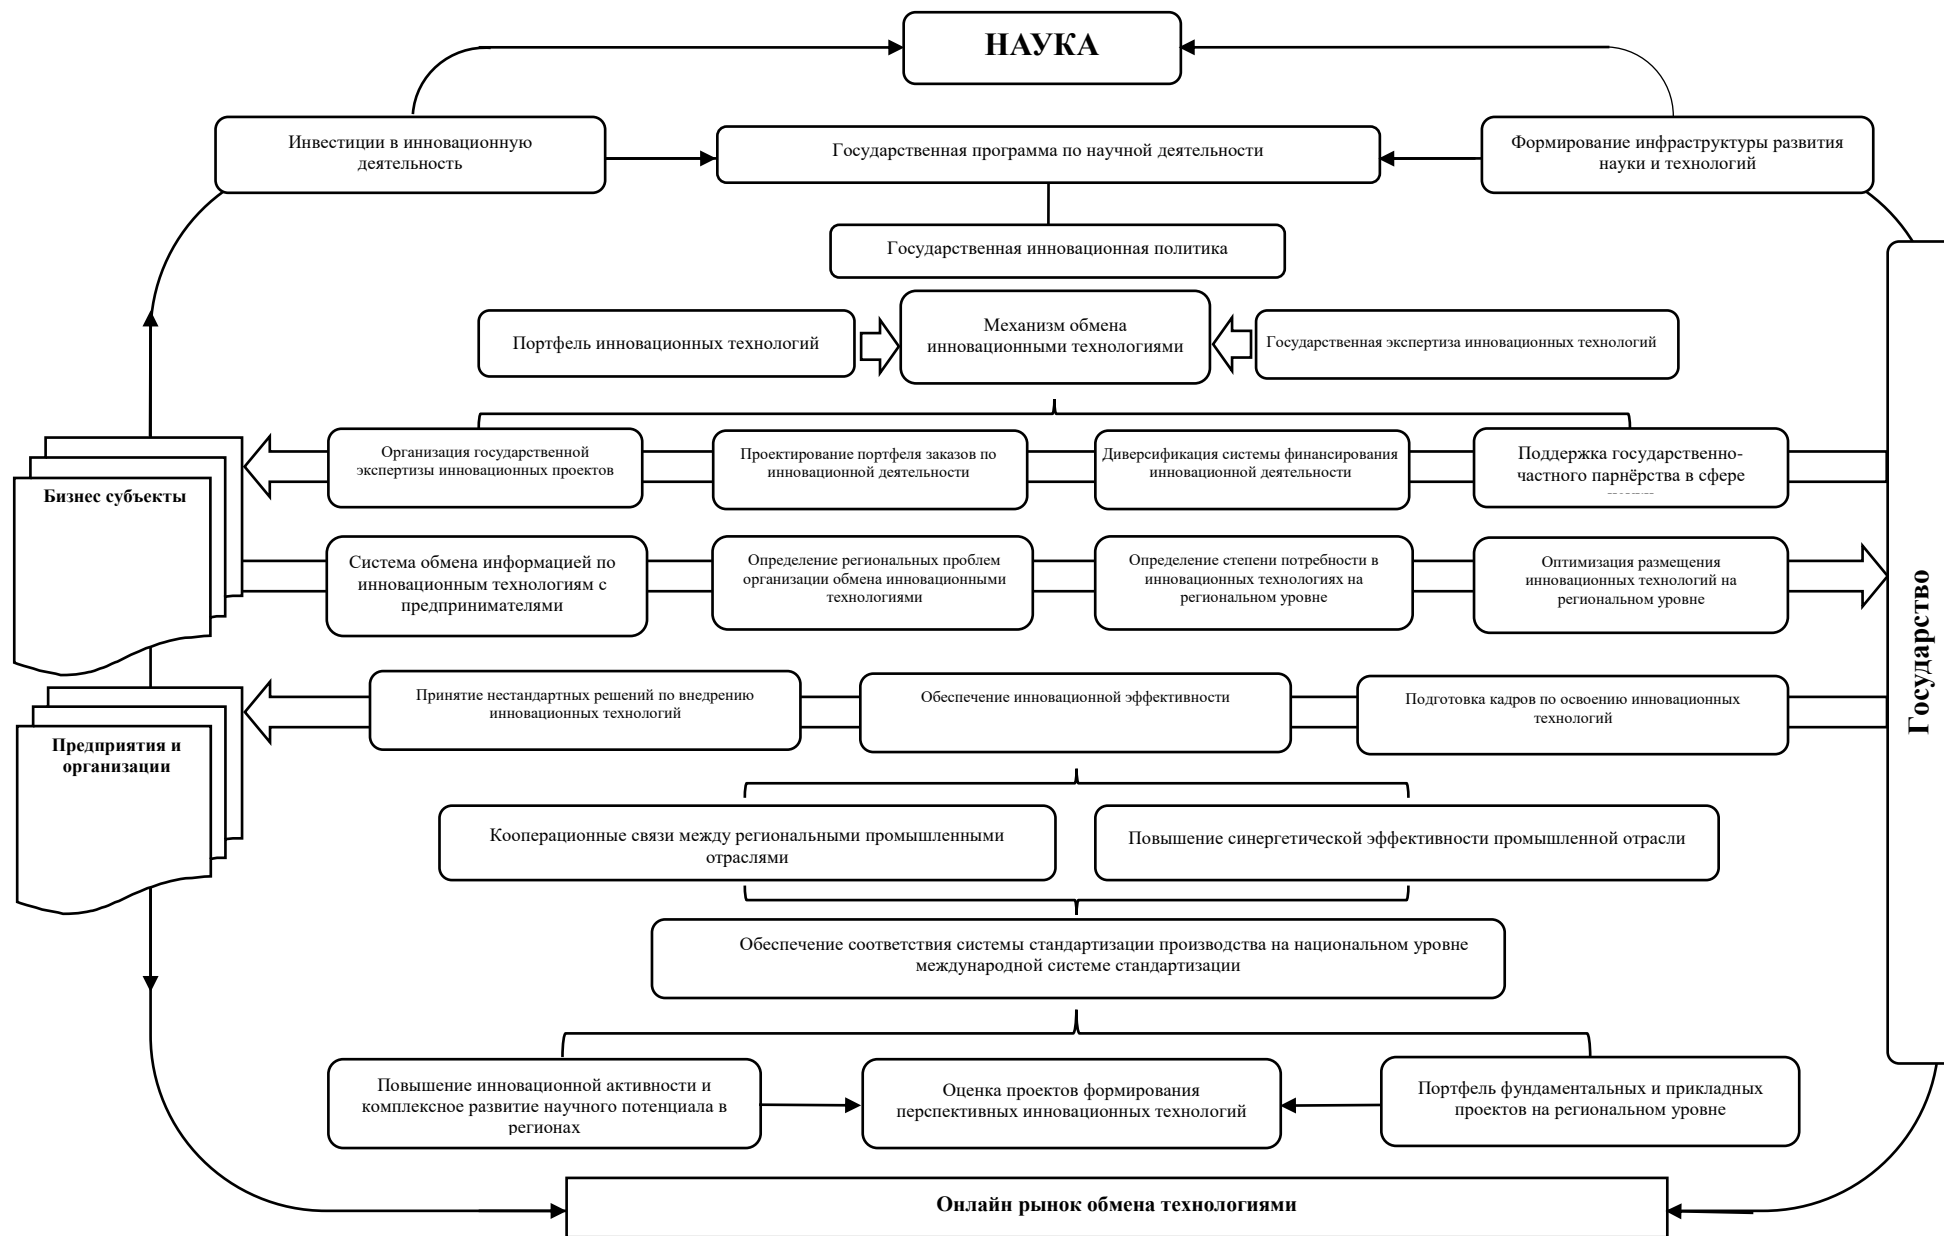 НАУКА
Инвестиции в инновационную
деятельность
Государственная программа по научной деятельности
Формирование инфраструктуры развития
науки и технологий
Государственная инновационная политика
Портфель инновационных технологий
Механизм обмена
инновационными технологиями
Государственная экспертиза инновационных технологий
Организация государственной
экспертизы инновационных проектов
Проектирование портфеля заказов по
инновационной деятельности
Диверсификация системы финансирования
инновационной деятельности
Поддержка государственно-
частного парнёрства в сфере
Бизнес субъекты
Система обмена информацией по
инновационным технологиям с
предпринимателями
Определение региональных проблем
организации обмена инновационными
технологиями
Определение степени потребности в
инновационных технологиях на
региональном уровне
Оптимизация размещения
инновационных технологий на
региональном уровне
Государство
Принятие нестандартных решений по внедрению
инновационных технологий
Обеспечение инновационной эффективности
Подготовка кадров по освоению инновационных
технологий
Предприятия и
организации
Кооперационные связи между региональными промышленными
отраслями
Повышение синергетической эффективности промышленной отрасли
Обеспечение соответствия системы стандартизации производства на национальном уровне
международной системе стандартизации
Повышение инновационной активности и
комплексное развитие научного потенциала в
регионах
Оценка проектов формирования
перспективных инновационных технологий
Портфель фундаментальных и прикладных
проектов на региональном уровне
Онлайн рынок обмена технологиями